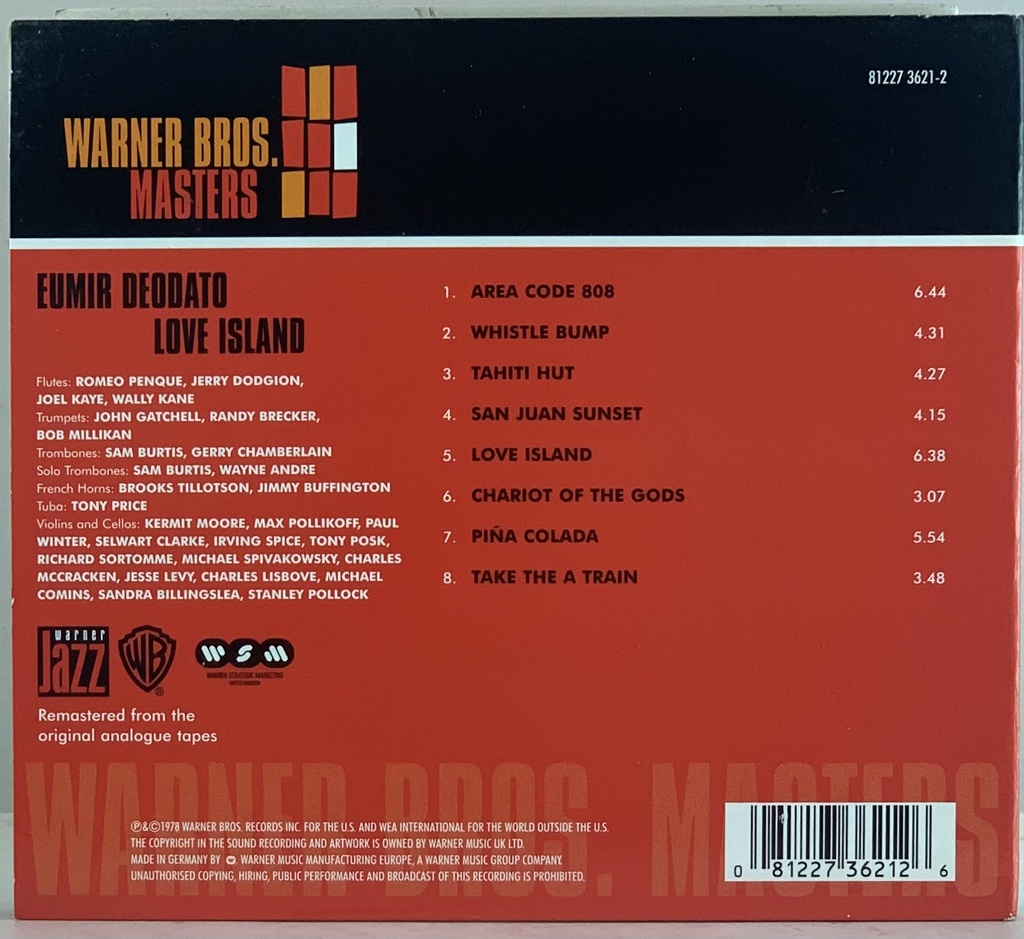 81227 3621-2
WARNER BROS.
MASTERS
EUMIR DEODATO
LOVE ISLAND
Flutes: ROMEO PENQUE, JERRY DODGION,
JOEL KAYE, WALLY KANE
Trumpets: JOHN GATCHELL, RANDY BRECKER,
BOB MILLIKAN
Trombones: SAM BURTIS, GERRY CHAMBERLAIN
Solo Trombones: SAM BURTIS, WAYNE ANDRE
French Horns: BROOKS TILLOTSON, JIMMY BUFFINGTON
Tuba: TONY PRICE
Violins and Cellos: KERMIT MOORE, MAX POLLIKOFF, PAUL
WINTER, SELWART CLARKE, IRVING SPICE, TONY POSK,
RICHARD SORTOMME, MICHAEL SPIVAKOWSKY, CHARLES
MCCRACKEN, JESSE LEVY, CHARLES LISBOVE, MICHAEL
COMINS, SANDRA BILLINGSLEA, STANLEY POLLOCK
1. AREA CODE 808 6.44
2. WHISTLE BUMP 4.31
3. TAHITI HUT 4.27
4. SAN JUAN SUNSET 4.15
5. LOVE ISLAND 6.38
6. CHARIOT OF THE GODS 3.07
7. PIÑA COLADA 5.54
8. TAKE THE A TRAIN 3.48
warner
Jazz
WB
®
WSM
WARNER STRATEGIC MARKETING
UNITED KINGDOM
Remastered from the
original analogue tapes
WARNER BROS. MASTERS
℗&©1978 WARNER BROS. RECORDS INC. FOR THE U.S. AND WEA INTERNATIONAL FOR THE WORLD OUTSIDE THE U.S.
THE COPYRIGHT IN THE SOUND RECORDING AND ARTWORK IS OWNED BY WARNER MUSIC UK LTD.
MADE IN GERMANY BY WARNER MUSIC MANUFACTURING EUROPE, A WARNER MUSIC GROUP COMPANY.
UNAUTHORISED COPYING, HIRING, PUBLIC PERFORMANCE AND BROADCAST OF THIS RECORDING IS PROHIBITED.
0 81227 36212 6